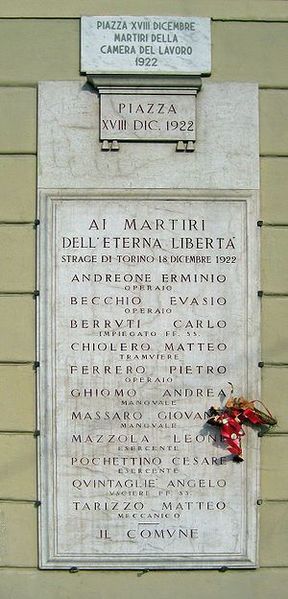 PIAZZA XVIII DICEMBRE
MARTIRI DELLA
CAMERA DEL LAVORO
1922
PIAZZA
XVIII DIC. 1922
AI MARTIRI
DELL'ETERNA LIBERTA'
STRAGE DI TORINO 18 DICEMBRE 1922
ANDREONE ERMINIO
OPERAIO
BECCHIO EVASIO
OPERAIO
BERRVTI CARLO
IMPIEGATO FF. SS.
CHIOLERO MATTEO
TRAMVIERE
FERRERO PIETRO
OPERAIO
GHIOMO ANDREA
MANOVALE
MASSARO GIOVAN
MANOVALE
MAZZOLA LEONE
ESERCENTE
POCHETTINO CESARE
ESERCENTE
QVINTAGLIE' ANGELO
VSCIERE FF. SS.
TARIZZO MATTEO
MECCANICO
IL COMVNE